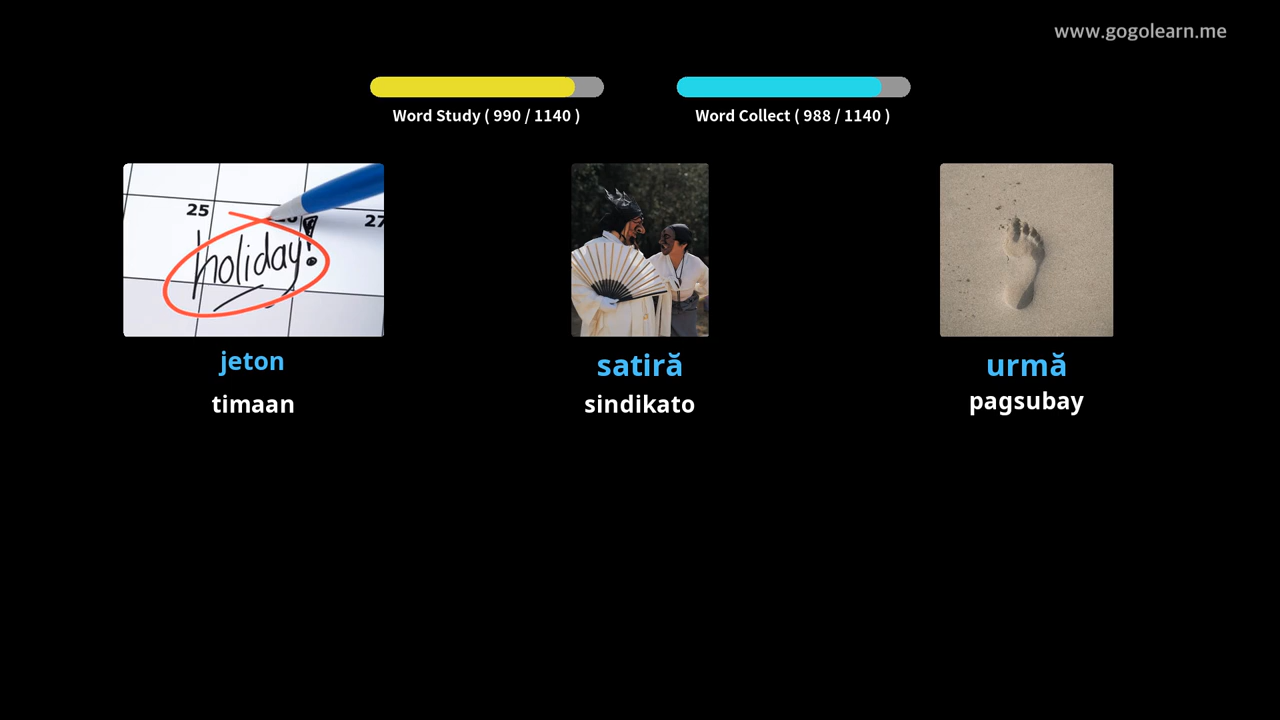 www.gogolearn.me
Word Study ( 990 / 1140 )
Word Collect ( 988 / 1140 )
25
27
holiday!
jeton
satiră
urmă
timaan
sindikato
pagsubay